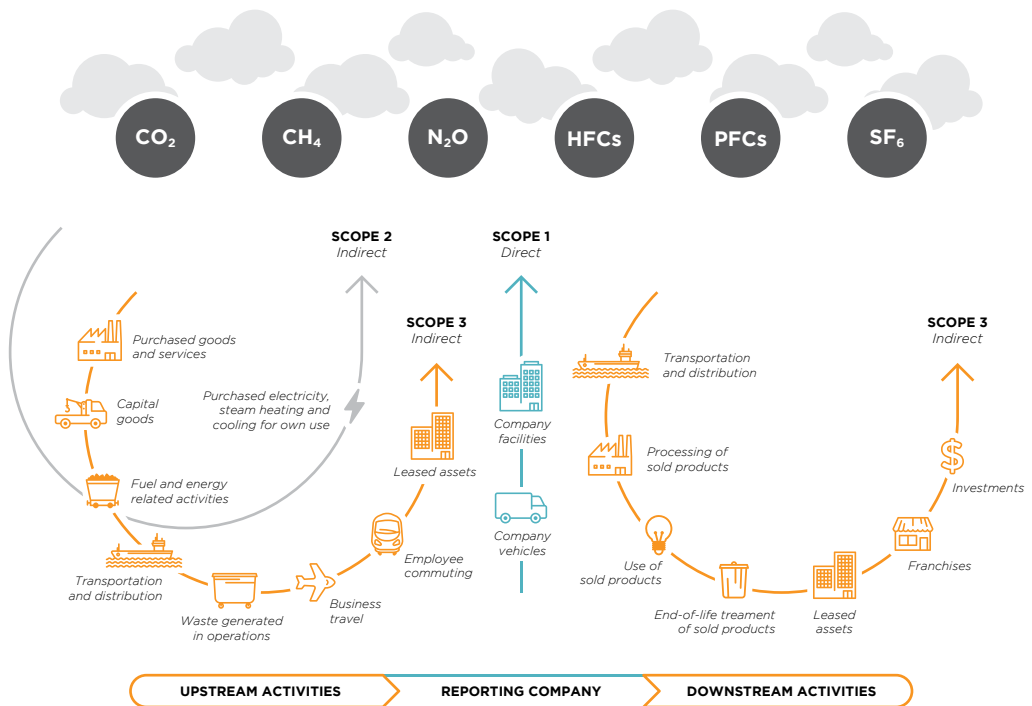 CO₂
CH₄
N₂O
HFCs
PFCs
SF₆
SCOPE 2
Indirect
SCOPE 1
Direct
SCOPE 3
Indirect
SCOPE 3
Indirect
Purchased goods
and services
Capital
goods
Fuel and energy
related activities
Transportation
and distribution
Waste generated
in operations
Business
travel
Employee
commuting
Leased assets
Purchased electricity,
steam heating and
cooling for own use
Company
facilities
Company
vehicles
Transportation
and distribution
Processing of
sold products
Use of
sold products
End-of-life treament
of sold products
Leased
assets
Franchises
$
Investments
UPSTREAM ACTIVITIES
REPORTING COMPANY
DOWNSTREAM ACTIVITIES